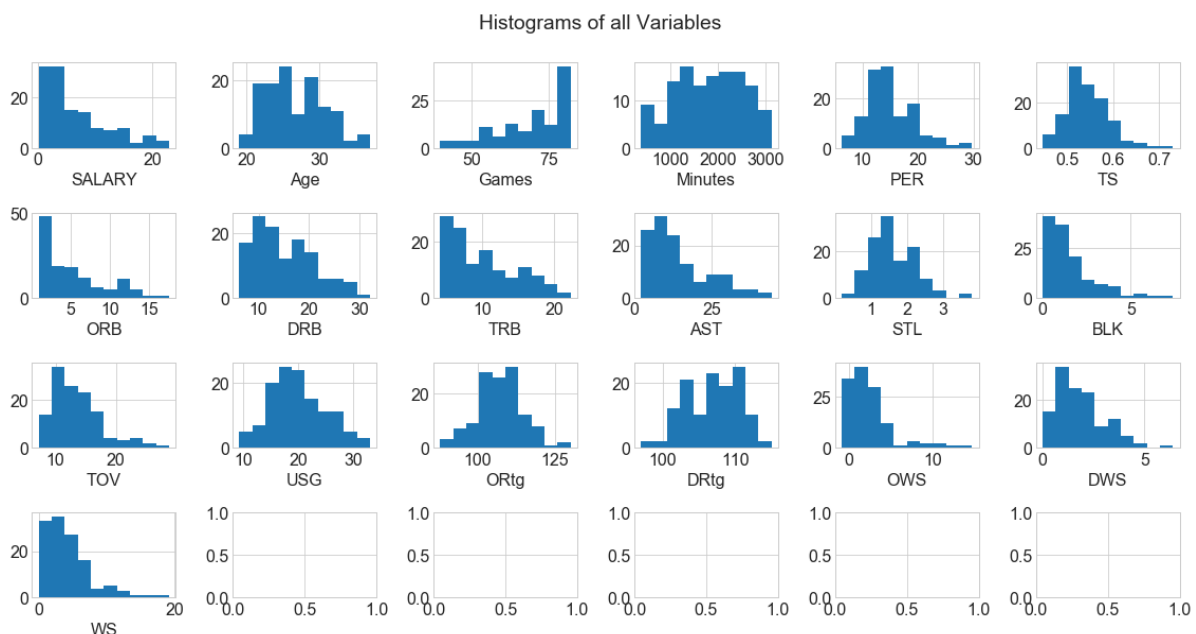 Histograms of all Variables
20
0
0 20
SALARY
20
0
20 30
Age
25
0
50 75
Games
10
0
1000 2000 3000
Minutes
20
0
10 20 30
PER
20
0
0.5 0.6 0.7
TS
50
25
0
5 10 15
ORB
20
0
10 20 30
DRB
20
0
10 20
TRB
20
0
0 25
AST
20
0
1 2 3
STL
25
0
0 5
BLK
20
0
10 20
TOV
20
0
10 20 30
USG
20
0
100 125
ORtg
20
0
100 110
DRtg
25
0
0 10
OWS
20
0
0 5
DWS
20
0
0 20
WS
1.0
0.5
0.0
0.0 0.5 1.0
1.0
0.5
0.0
0.0 0.5 1.0
1.0
0.5
0.0
0.0 0.5 1.0
1.0
0.5
0.0
0.0 0.5 1.0
1.0
0.5
0.0
0.0 0.5 1.0